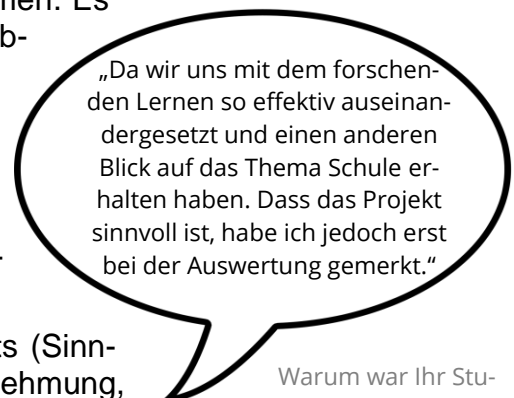 nen. Es
b-
„Da wir uns mit dem forschen-
den Lernen so effektiv auseinan-
dergesetzt und einen anderen
Blick auf das Thema Schule er-
halten haben. Dass das Projekt
sinnvoll ist, habe ich jedoch erst
bei der Auswertung gemerkt.“
ts (Sinn-
ehmung,
Warum war Ihr Stu-